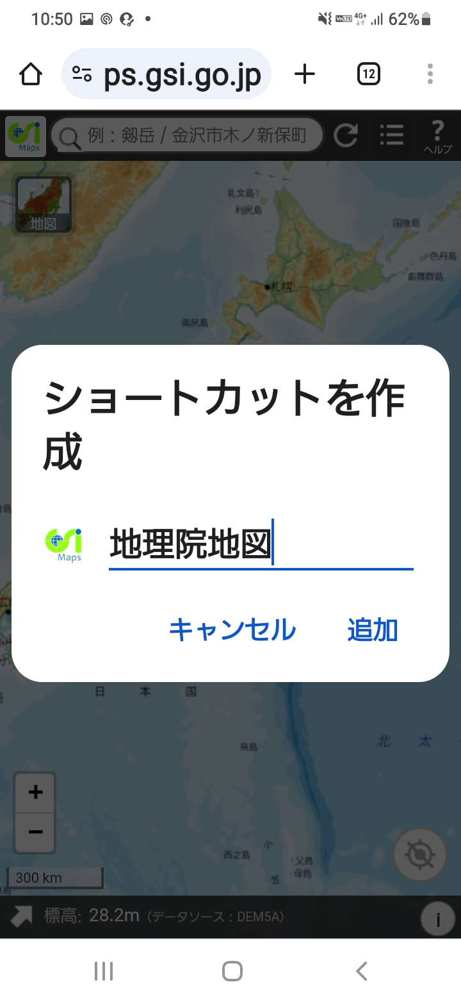 10:50 VoLTE 4G+ 62%
ps.gsi.go.jp 12
GSI Maps 例：剱岳 / 金沢市木ノ新保町 ? ヘルプ
地図
礼文島
利尻島
国後島
色丹島
歯舞群島
札幌
奥尻島
ショートカットを作
成
GSI Maps 地理院地図
キャンセル 追加
日 本 国
鳥島
北 太
+
−
小
西之島
父島
笠 母島
300 km
標高: 28.2m（データソース：DEM5A） i